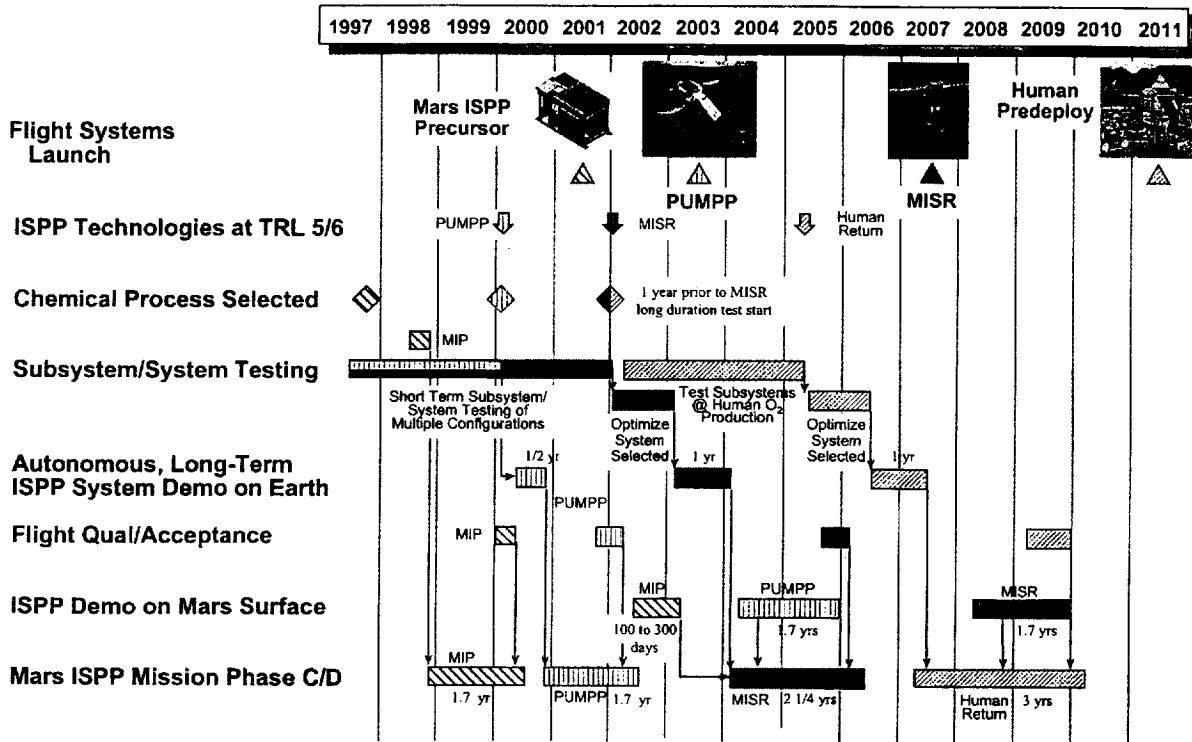 1997 1998 1999 2000 2001 2002 2003 2004 2005 2006 2007 2008 2009 2010 2011
Mars ISPP
Precursor
Human
Predeploy
Flight Systems
Launch
PUMPP
MISR
ISPP Technologies at TRL 5/6
PUMPP
MISR
Human
Return
Chemical Process Selected
1 year prior to MISR
long duration test start
MIP
Subsystem/System Testing
Short Term Subsystem/
System Testing of
Multiple Configurations
Optimize
System
Selected
Test Subsystems
@ Human O₂
Production
Optimize
System
Selected
Autonomous, Long-Term
ISPP System Demo on Earth
1/2 yr
1 yr
1 yr
PUMPP
Flight Qual/Acceptance
MIP
ISPP Demo on Mars Surface
MIP
100 to 300
days
PUMPP
1.7 yrs
MISR
1.7 yrs
Mars ISPP Mission Phase C/D
MIP
1.7 yr
PUMPP 1.7 yr
MISR 2 1/4 yrs
Human
Return
3 yrs